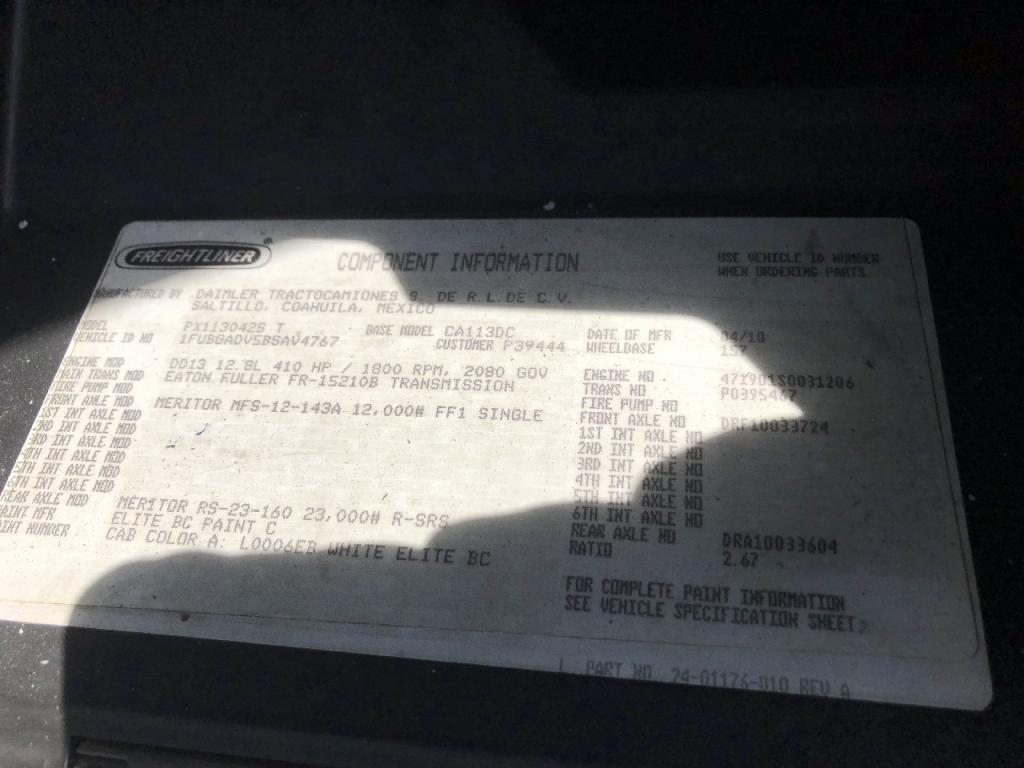 FREIGHTLINER
COMPONENT INFORMATION
USE VEHICLE ID NUMBER
WHEN ORDERING PARTS
MANUFACTURED BY DAIMLER TRACTOCAMIONES S. DE R.L.DE C.V.
SALTILLO, COAHUILA, MEXICO
MODEL PX113042S T BASE MODEL CA113DC DATE OF MFR 04/10
VEHICLE ID NO 1FUBGADV5BSAV4767 CUSTOMER P39444 WHEELBASE 157
ENGINE MOD DD13 12.8L 410 HP / 1800 RPM, 2080 GOV ENGINE NO 471901S0031206
MAIN TRANS MOD EATON FULLER FR-15210B TRANSMISSION TRANS NO P0395467
FIRE PUMP MOD FIRE PUMP NO
FRONT AXLE MOD MERITOR MFS-12-143A 12,000# FF1 SINGLE FRONT AXLE NO DRF10033724
1ST INT AXLE MOD 1ST INT AXLE NO
2ND INT AXLE MOD 2ND INT AXLE NO
3RD INT AXLE MOD 3RD INT AXLE NO
4TH INT AXLE MOD 4TH INT AXLE NO
5TH INT AXLE MOD 5TH INT AXLE NO
6TH INT AXLE MOD 6TH INT AXLE NO
REAR AXLE MOD MERITOR RS-23-160 23,000# R-SRS REAR AXLE NO DRA10033604
PAINT MFR ELITE BC PAINT C RATIO 2.67
PAINT NUMBER CAB COLOR A: L0006EB WHITE ELITE BC
FOR COMPLETE PAINT INFORMATION
SEE VEHICLE SPECIFICATION SHEET.
PART NO. 24-01176-010 REV A